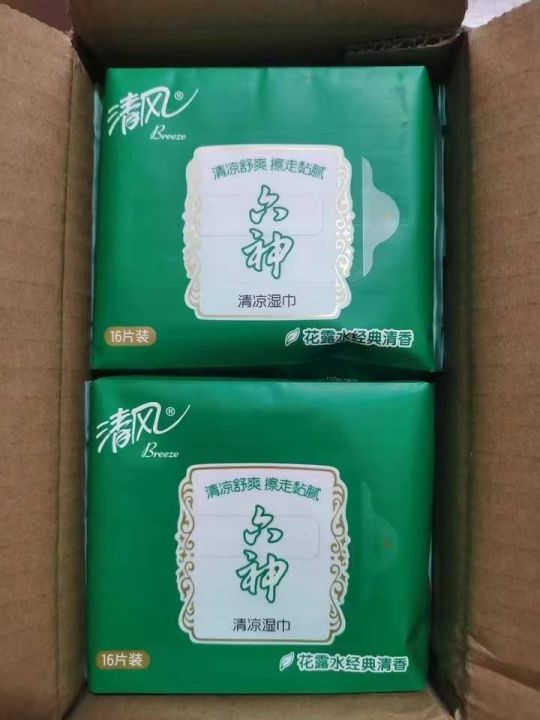 清风®
Breeze
清凉舒爽 擦走黏腻
六神
清凉湿巾
16片装
花露水经典清香
清风®
Breeze
清凉舒爽 擦走黏腻
六神
清凉湿巾
16片装
花露水经典清香